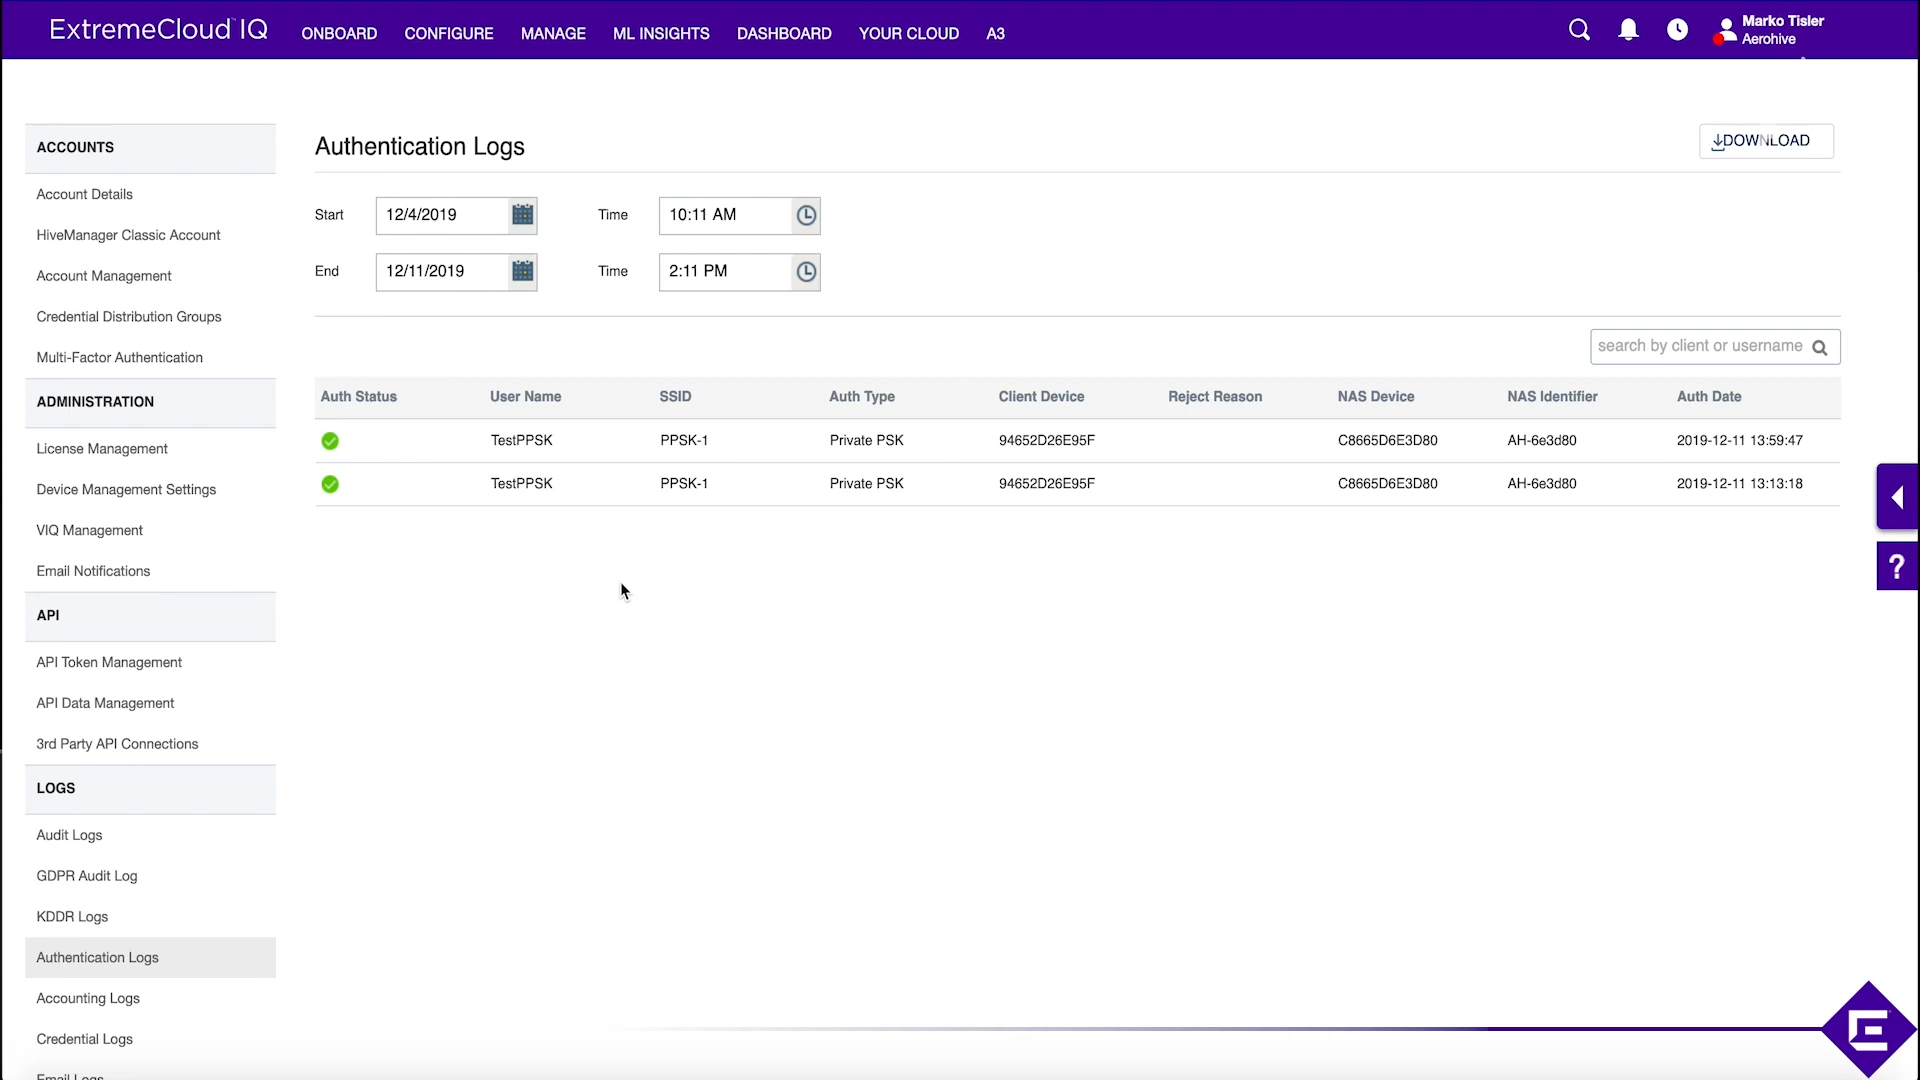 ExtremeCloud™ IQ ONBOARD CONFIGURE MANAGE ML INSIGHTS DASHBOARD YOUR CLOUD A3
Marko Tisler
Aerohive
ACCOUNTS
Account Details
HiveManager Classic Account
Account Management
Credential Distribution Groups
Multi-Factor Authentication
ADMINISTRATION
License Management
Device Management Settings
VIQ Management
Email Notifications
API
API Token Management
API Data Management
3rd Party API Connections
LOGS
Audit Logs
GDPR Audit Log
KDDR Logs
Authentication Logs
Accounting Logs
Credential Logs
Email Logs
Authentication Logs
DOWNLOAD
Start 12/4/2019 Time 10:11 AM
End 12/11/2019 Time 2:11 PM
search by client or username
Auth Status User Name SSID Auth Type Client Device Reject Reason NAS Device NAS Identifier Auth Date
TestPPSK PPSK-1 Private PSK 94652D26E95F C8665D6E3D80 AH-6e3d80 2019-12-11 13:59:47
TestPPSK PPSK-1 Private PSK 94652D26E95F C8665D6E3D80 AH-6e3d80 2019-12-11 13:13:18
?
E